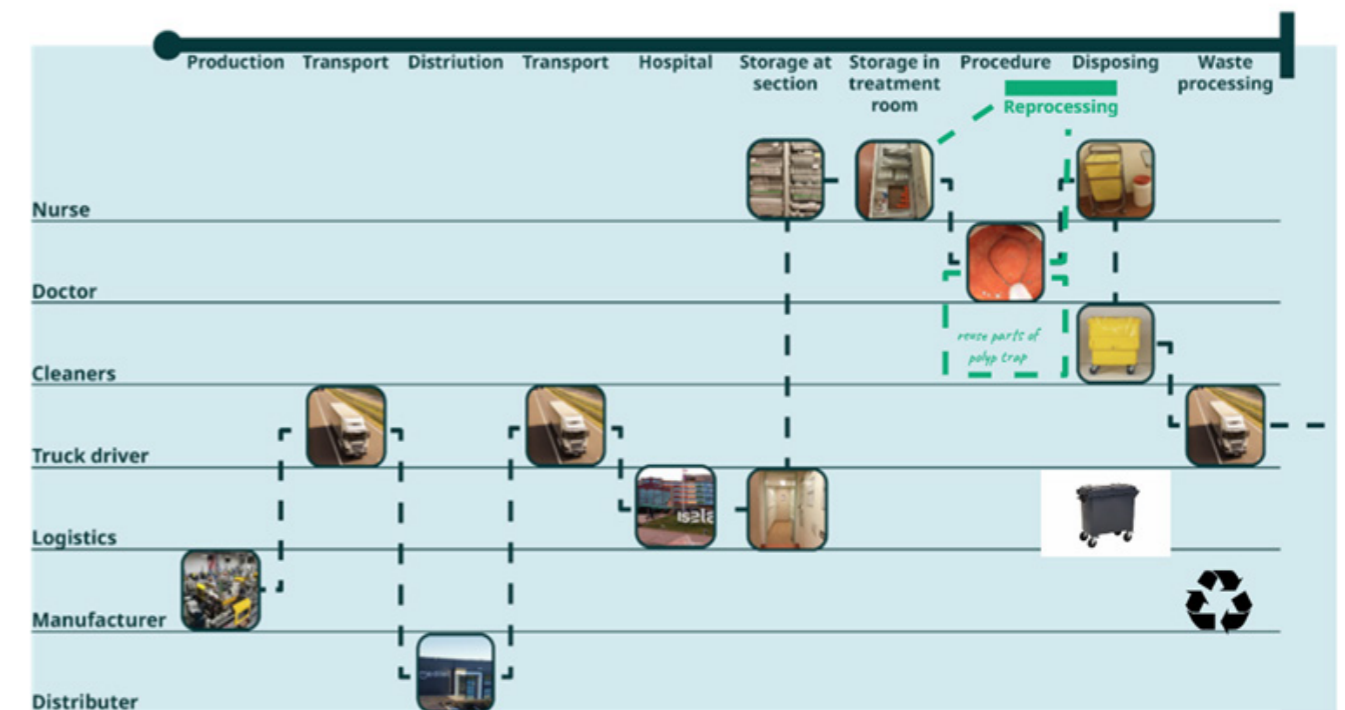 Production Transport Distriution Transport Hospital Storage at Storage in Procedure Disposing Waste
section treatment processing
room
Reprocessing
Nurse
Doctor
reuse parts of
polyp trap
Cleaners
Truck driver
isala
Logistics
Manufacturer
Distributer